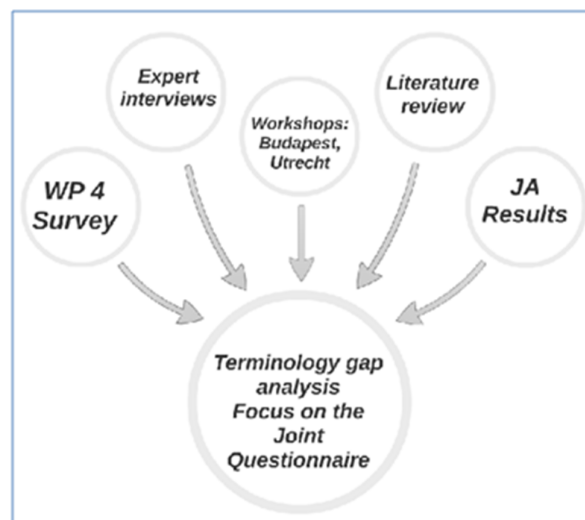 Expert
interviews
Workshops:
Budapest,
Utrecht
Literature
review
WP 4
Survey
JA
Results
Terminology gap
analysis
Focus on the
Joint
Questionnaire